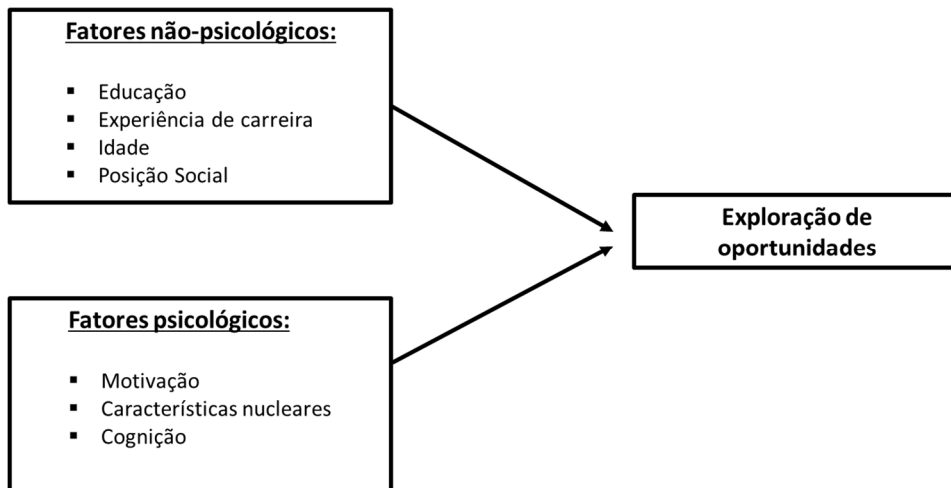 Fatores não-psicológicos:
▪ Educação
▪ Experiência de carreira
▪ Idade
▪ Posição Social
Exploração de
oportunidades
Fatores psicológicos:
▪ Motivação
▪ Características nucleares
▪ Cognição